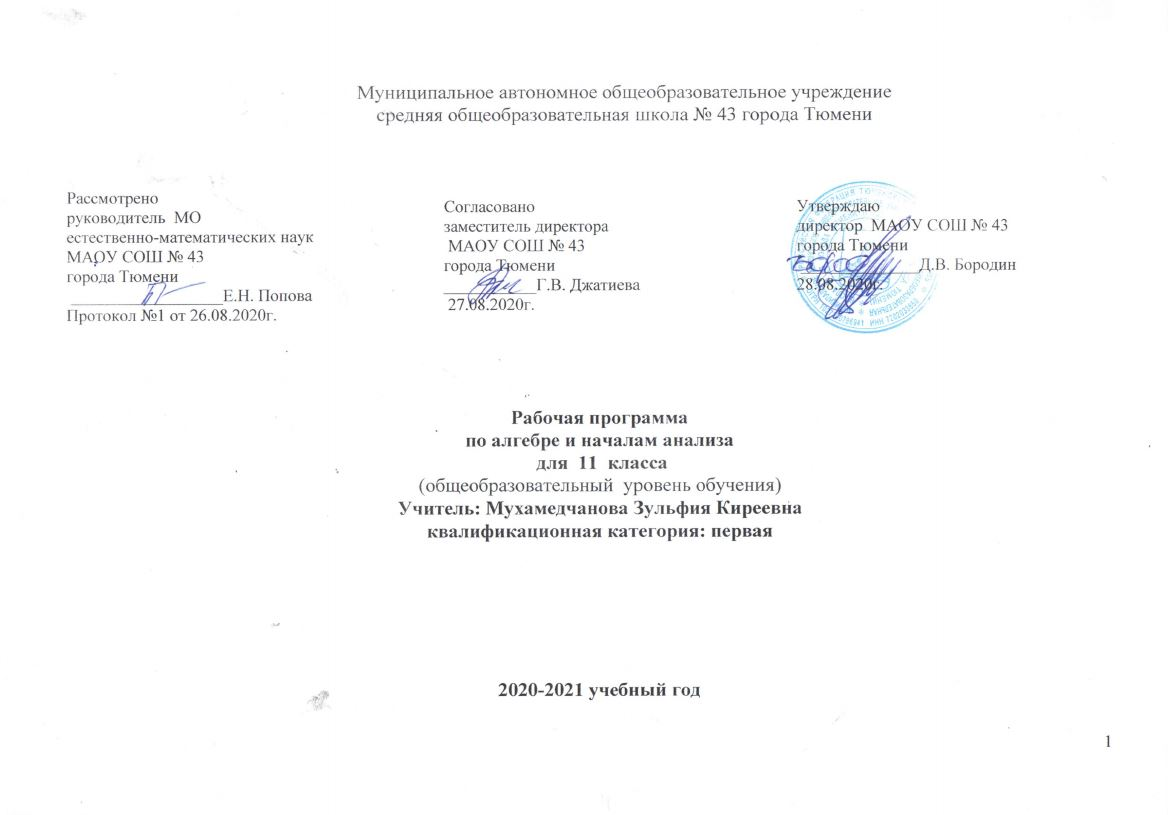 Муниципальное автономное общеобразовательное учреждение
средняя общеобразовательная школа № 43 города Тюмени
Рассмотрено
руководитель МО
естественно-математических наук
МАОУ СОШ № 43
города Тюмени
_________________Е.Н. Попова
Протокол №1 от 26.08.2020г.
Согласовано
заместитель директора
МАОУ СОШ № 43
города Тюмени
__________Г.В. Джатиева
27.08.2020г.
Утверждаю
директор МАОУ СОШ № 43
города Тюмени
_____________Д.В. Бородин
28.08.2020г.
Рабочая программа
по алгебре и началам анализа
для 11 класса
(общеобразовательный уровень обучения)
Учитель: Мухамедчанова Зульфия Киреевна
квалификационная категория: первая
2020-2021 учебный год
1